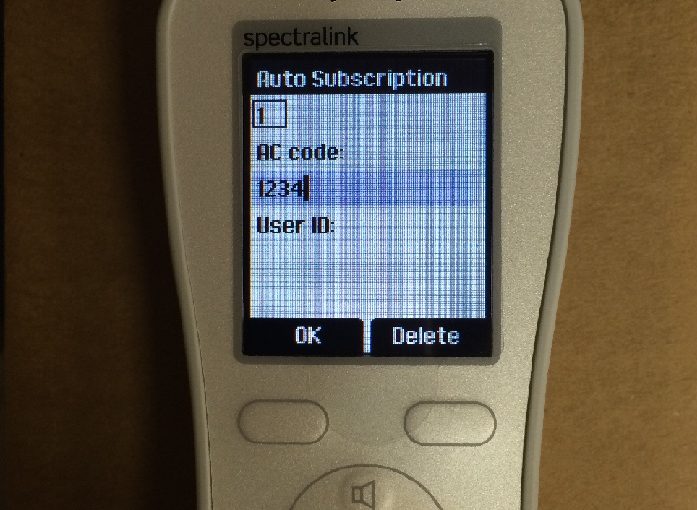 spectralink
Auto Subscription
1
AC code:
1234
User ID:
OK Delete